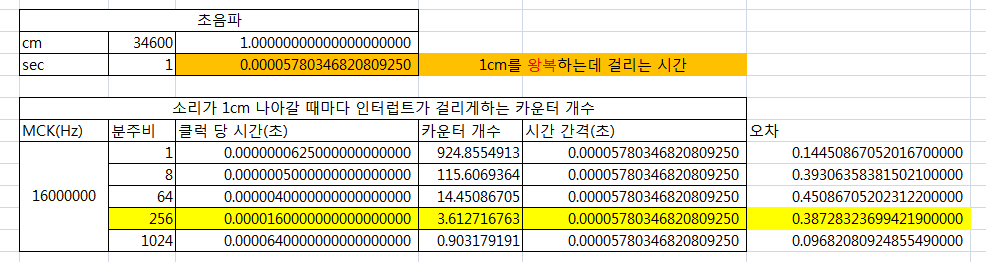 초음파
cm 34600 1.00000000000000000000
sec 1 0.00005780346820809250 1cm를 왕복하는데 걸리는 시간
소리가 1cm 나아갈 때마다 인터럽트가 걸리게하는 카운터 개수
MCK(Hz) 분주비 클럭 당 시간(초) 카운터 개수 시간 간격(초) 오차
1 0.0000000625000000000000 924.8554913 0.00005780346820809250 0.14450867052016700000
8 0.0000005000000000000000 115.6069364 0.00005780346820809250 0.39306358381502100000
16000000 64 0.0000040000000000000000 14.45086705 0.00005780346820809250 0.45086705202312200000
256 0.0000160000000000000000 3.612716763 0.00005780346820809250 0.38728323699421900000
1024 0.0000640000000000000000 0.903179191 0.00005780346820809250 0.09682080924855490000